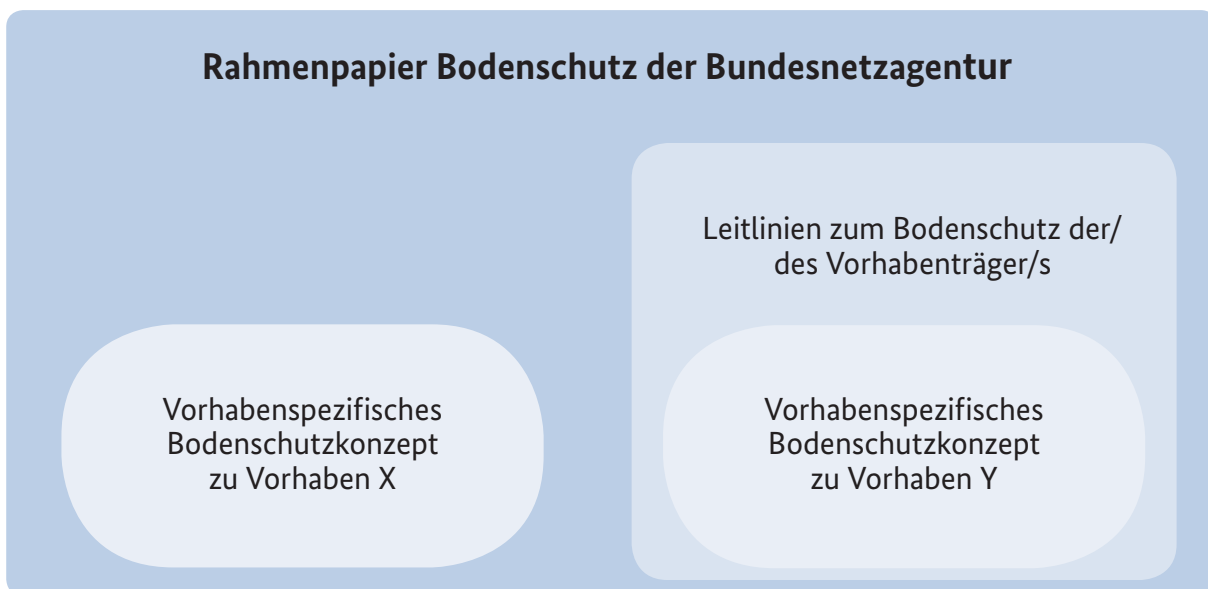 Rahmenpapier Bodenschutz der Bundesnetzagentur
Leitlinien zum Bodenschutz der/
des Vorhabenträger/s
Vorhabenspezifisches
Bodenschutzkonzept
zu Vorhaben X
Vorhabenspezifisches
Bodenschutzkonzept
zu Vorhaben Y